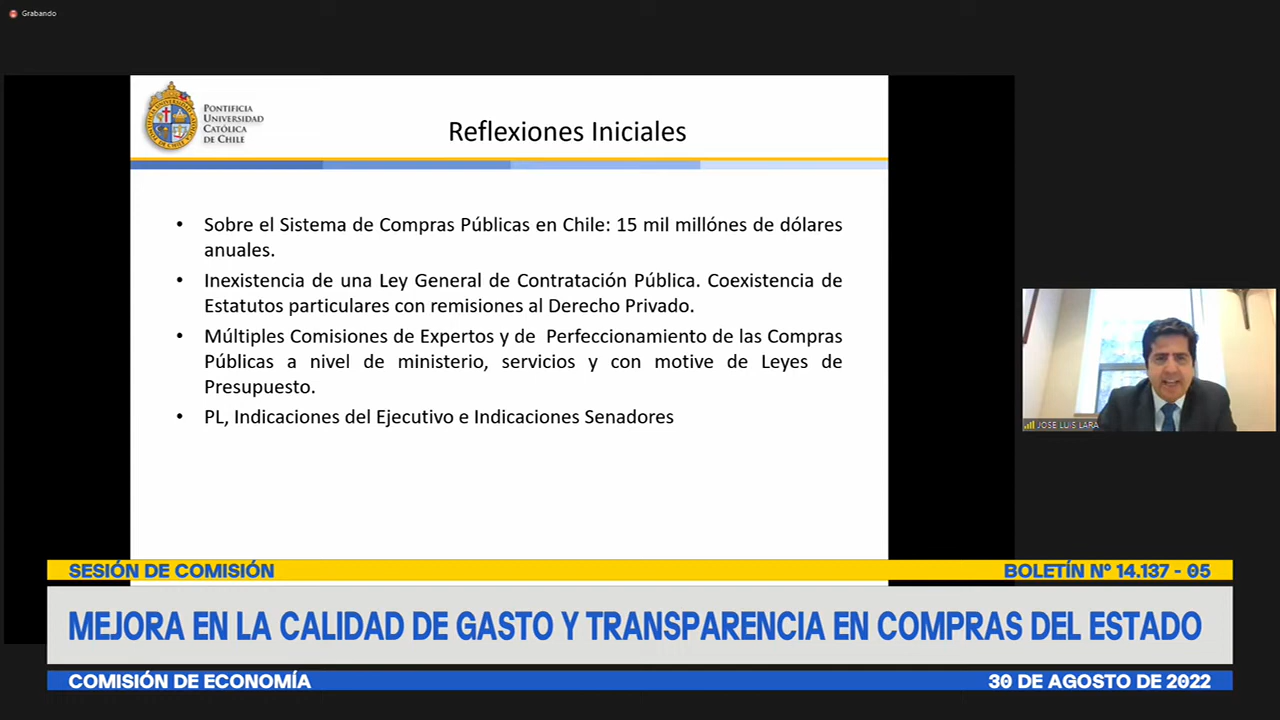 Grabando
PONTIFICIA
UNIVERSIDAD
CATÓLICA
DE CHILE
Reflexiones Iniciales
• Sobre el Sistema de Compras Públicas en Chile: 15 mil millónes de dólares
anuales.
• Inexistencia de una Ley General de Contratación Pública. Coexistencia de
Estatutos particulares con remisiones al Derecho Privado.
• Múltiples Comisiones de Expertos y de Perfeccionamiento de las Compras
Públicas a nivel de ministerio, servicios y con motive de Leyes de
Presupuesto.
• PL, Indicaciones del Ejecutivo e Indicaciones Senadores
JOSE LUIS LARA
SESIÓN DE COMISIÓN
BOLETÍN N° 14.137 - 05
MEJORA EN LA CALIDAD DE GASTO Y TRANSPARENCIA EN COMPRAS DEL ESTADO
COMISIÓN DE ECONOMÍA
30 DE AGOSTO DE 2022